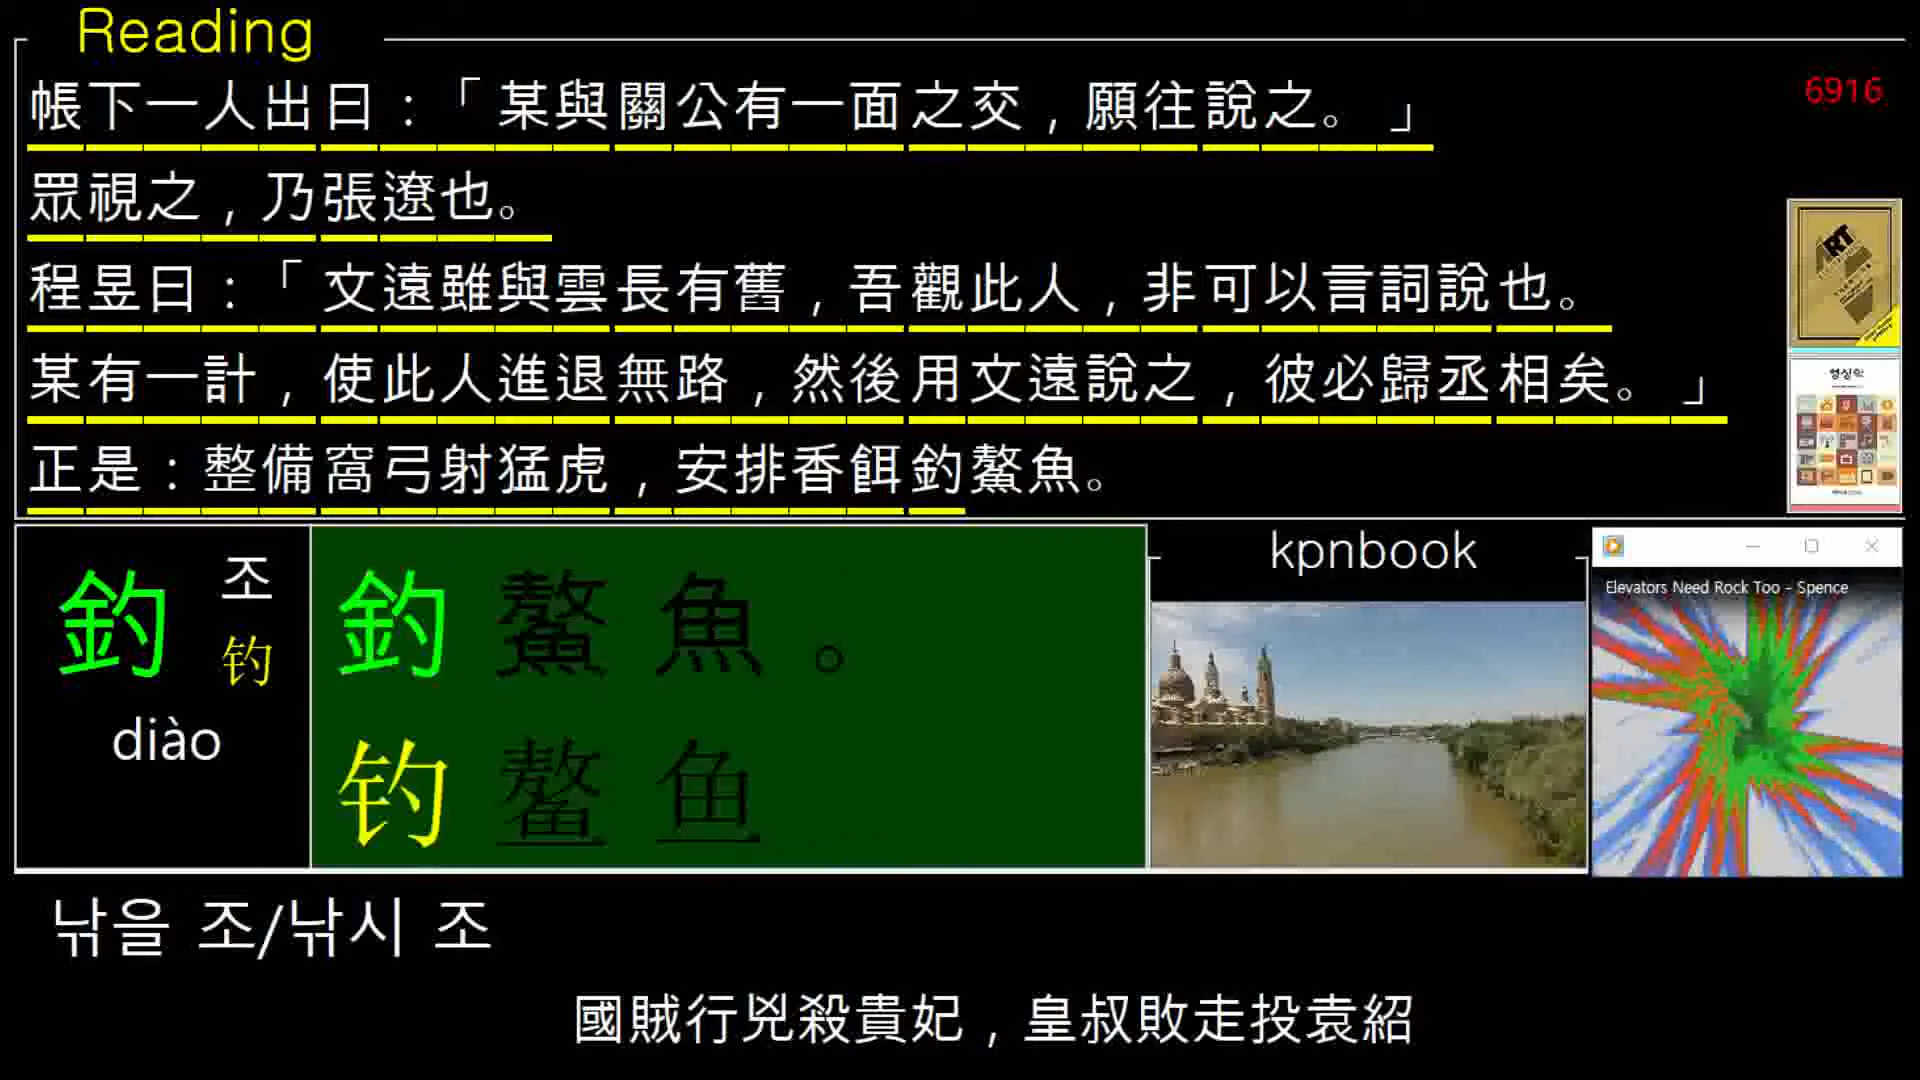 Reading
6916
帳下一人出曰：「某與關公有一面之交，願往說之。」
眾視之，乃張遼也。
程昱曰：「文遠雖與雲長有舊，吾觀此人，非可以言詞說也。
某有一計，使此人進退無路，然後用文遠說之，彼必歸丞相矣。」
正是：整備窩弓射猛虎，安排香餌釣鰲魚。
영상학
釣 조
钓
diào
釣鰲魚。
钓鳌鱼
kpnbook
Elevators Need Rock Too - Spence
낚을 조/낚시 조
國賊行兇殺貴妃，皇叔敗走投袁紹